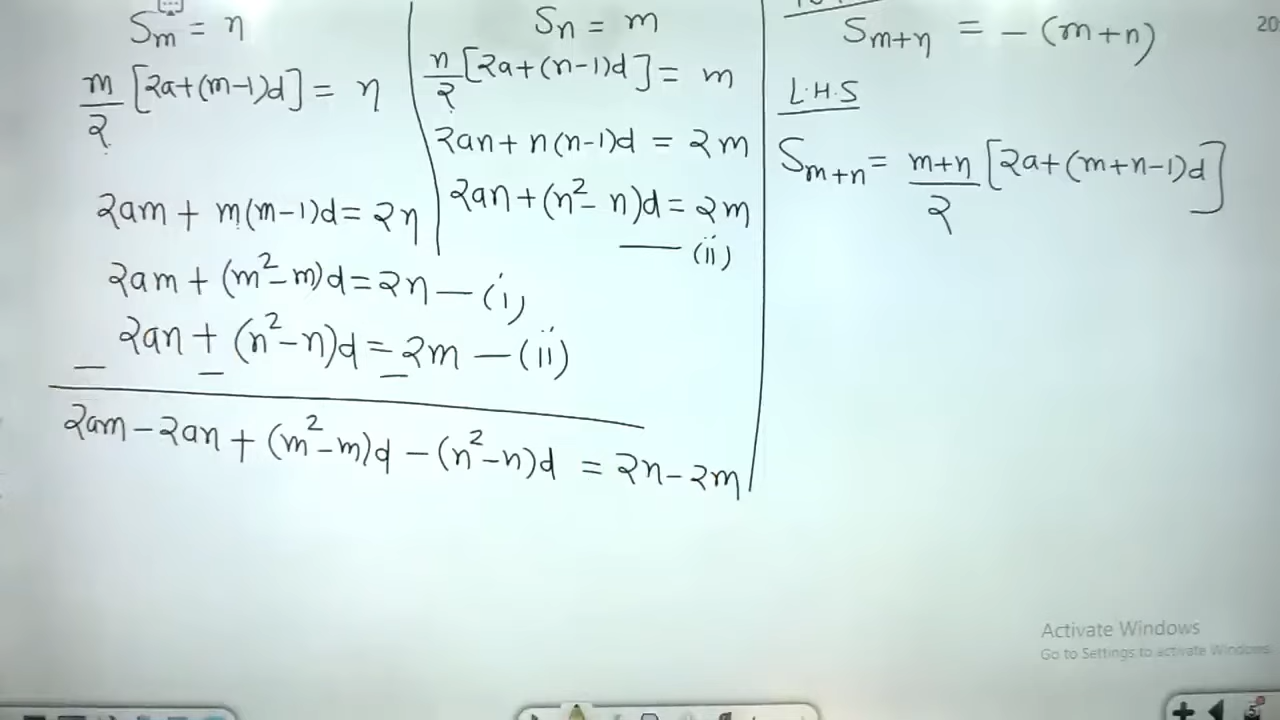 Sm = n
m/2 [2a+(m-1)d] = n
2am + m(m-1)d = 2n
2am + (m²-m)d = 2n — (i)
2an + (n²-n)d = 2m — (ii)
— — —
2am - 2an + (m²-m)d - (n²-n)d = 2n - 2m
Sn = m
n/2 [2a+(n-1)d] = m
2an + n(n-1)d = 2m
2an + (n²-n)d = 2m
— (ii)
Sm+n = -(m+n)
L.H.S
Sm+n = m+n/2 [2a+(m+n-1)d]
20
Activate Windows
Go to Settings to activate Windows.